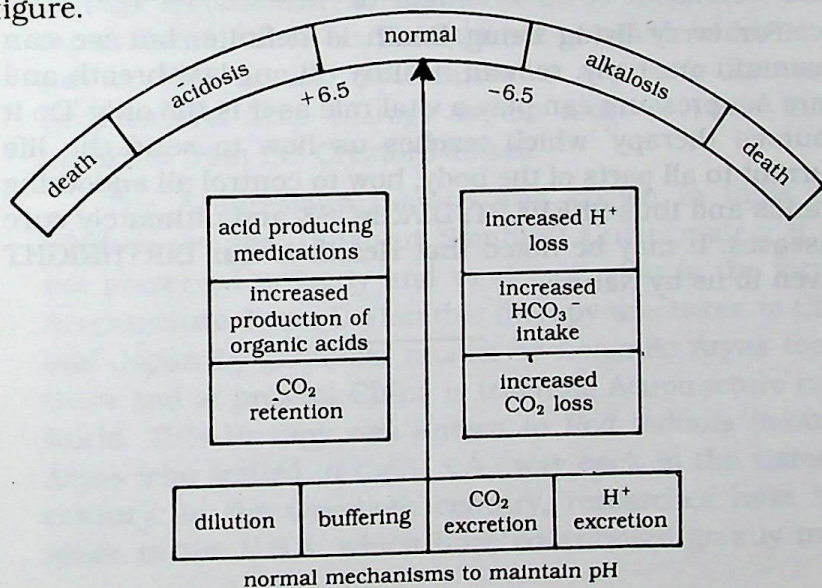 figure.
death
acidosis
normal
alkalosis
death
+6.5
−6.5
acid producing
medications
increased
production of
organic acids
CO₂
retention
increased H⁺
loss
increased
HCO₃⁻
intake
increased
CO₂ loss
dilution
buffering
CO₂
excretion
H⁺
excretion
normal mechanisms to maintain pH